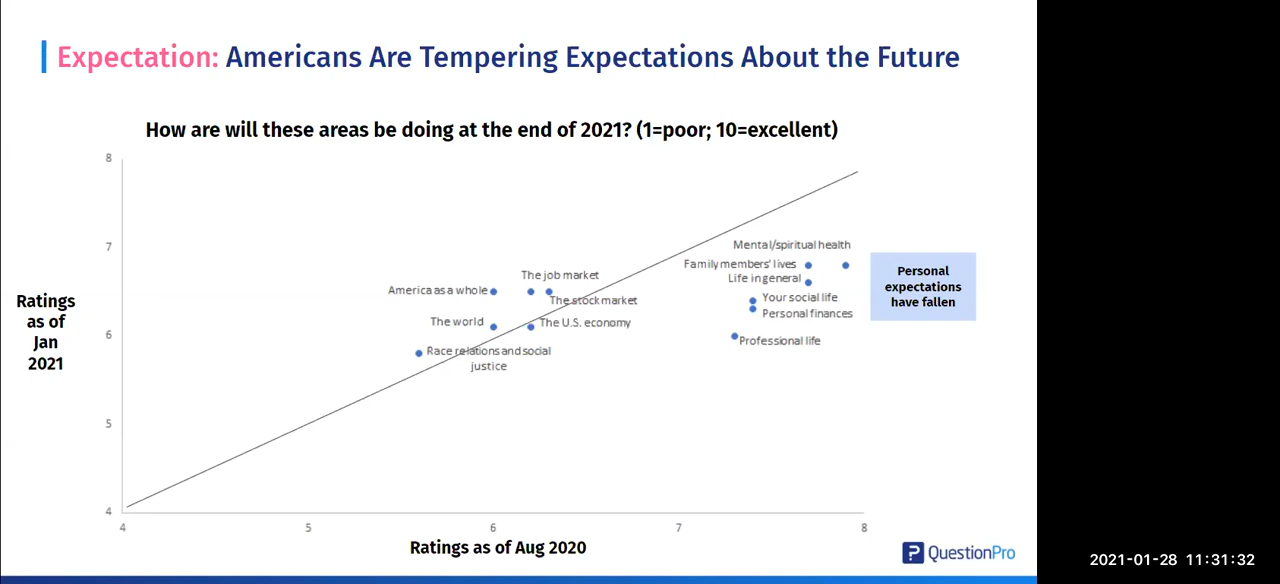 Expectation: Americans Are Tempering Expectations About the Future
How are will these areas be doing at the end of 2021? (1=poor; 10=excellent)
8
7
6
5
4
Ratings
as of
Jan
2021
Mental/spiritual health
Family members' lives
Life in general
The job market
America as a whole
The stock market
Your social life
Personal finances
The world
The U.S. economy
Professional life
Race relations and social
justice
Personal
expectations
have fallen
4
5
6
7
8
Ratings as of Aug 2020
QuestionPro
2021-01-28 11:31:32